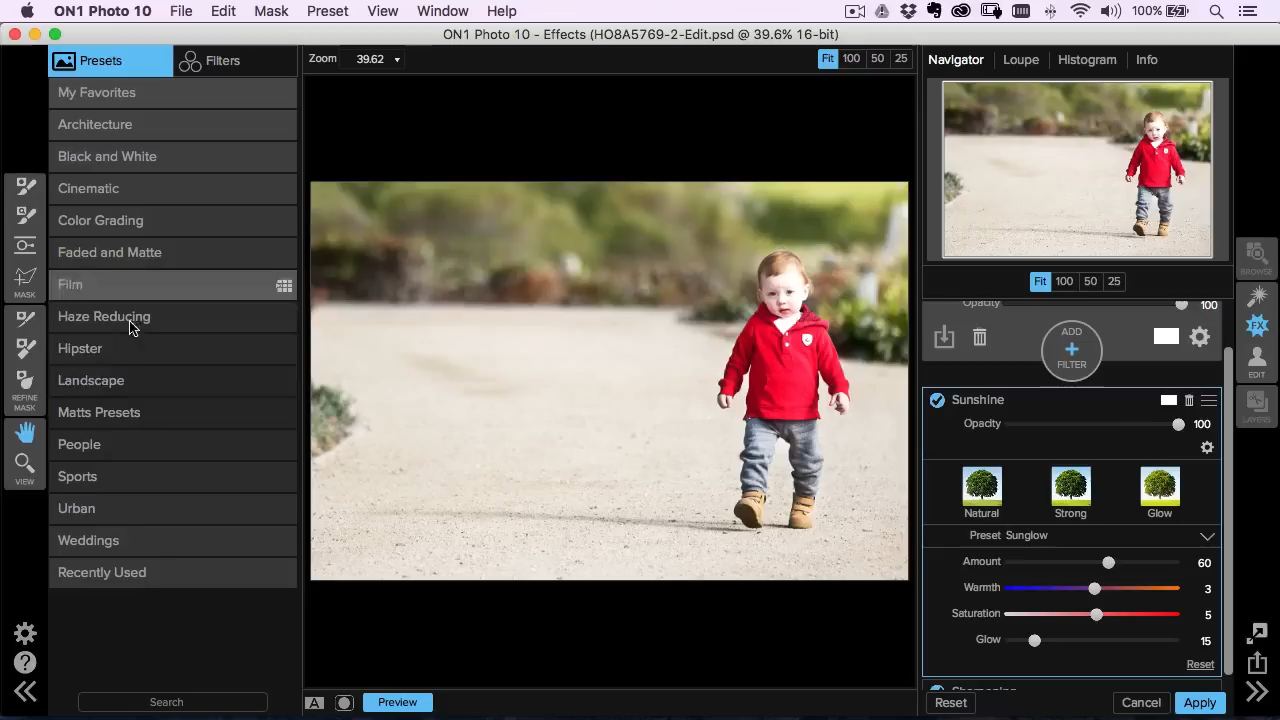 ON1 Photo 10 File Edit Mask Preset View Window Help 100%
ON1 Photo 10 - Effects (HO8A5769-2-Edit.psd @ 39.6% 16-bit)
Presets Filters
Zoom 39.62 Fit 100 50 25
Navigator Loupe Histogram Info
My Favorites
Architecture
Black and White
Cinematic
Color Grading
Faded and Matte
Film
Haze Reducing
Hipster
Landscape
Matts Presets
People
Sports
Urban
Weddings
Recently Used
Search
MASK
REFINE
MASK
VIEW
A Preview
Fit 100 50 25
Opacity 100
ADD
FILTER
Sunshine
Opacity 100
Natural Strong Glow
Preset Sunglow
Amount 60
Warmth 3
Saturation 5
Glow 15
Reset
Sharpening
Reset Cancel Apply
BROWSE
FX
EDIT
LAYERS